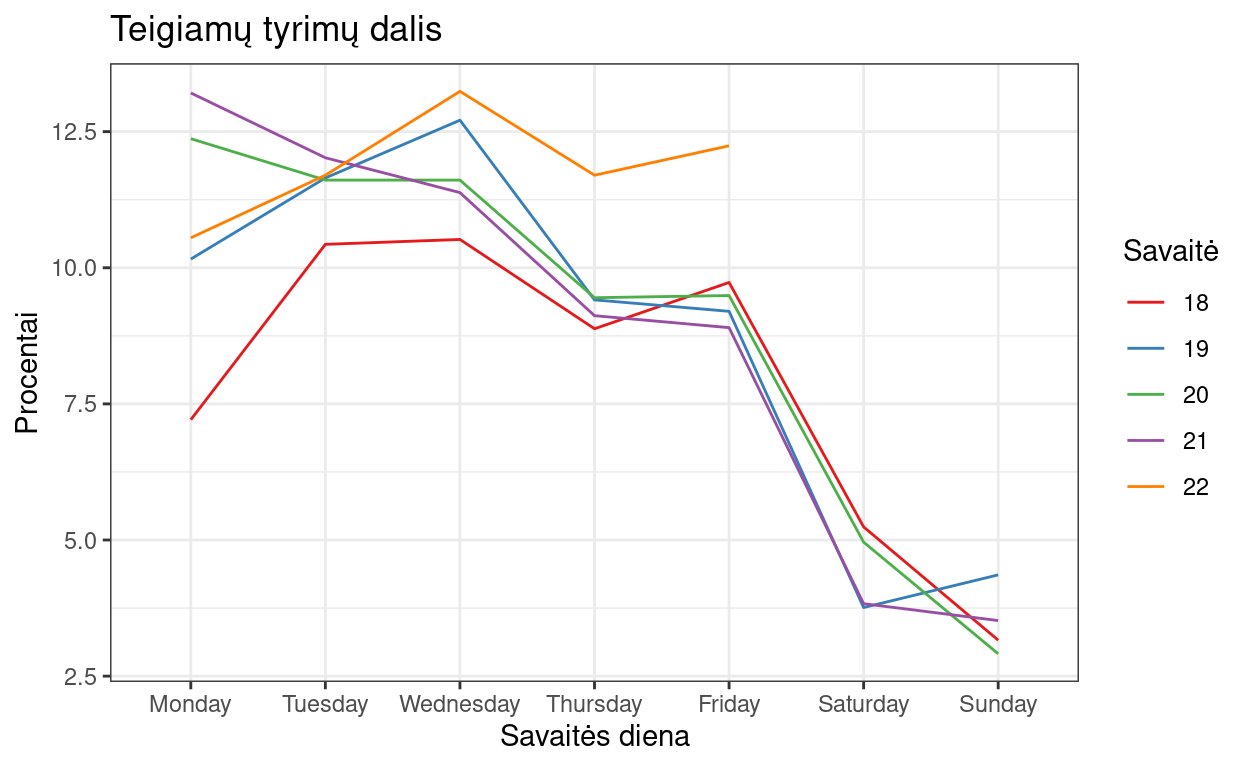 Teigiamų tyrimų dalis
Procentai
12.5
10.0
7.5
5.0
2.5
Monday Tuesday Wednesday Thursday Friday Saturday Sunday
Savaitės diena
Savaitė
18
19
20
21
22